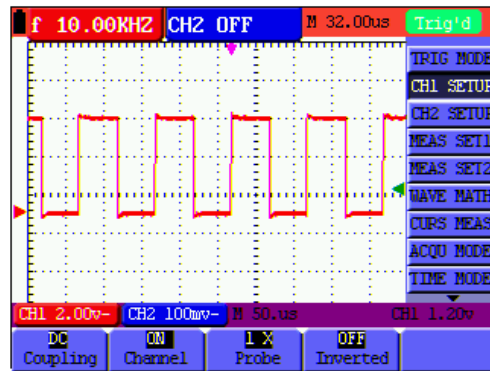 f 10.00KHZ CH2 OFF M 32.00us Trig'd
TRIG MODE
CH1 SETUP
CH2 SETUP
MEAS SET1
MEAS SET2
WAVE MATH
CURS MEAS
ACQU MODE
TIME MODE
CH1 2.00v- CH2 100mv- M 50.us CH1 1.20v
DC ON 1 X OFF
Coupling Channel Probe Inverted